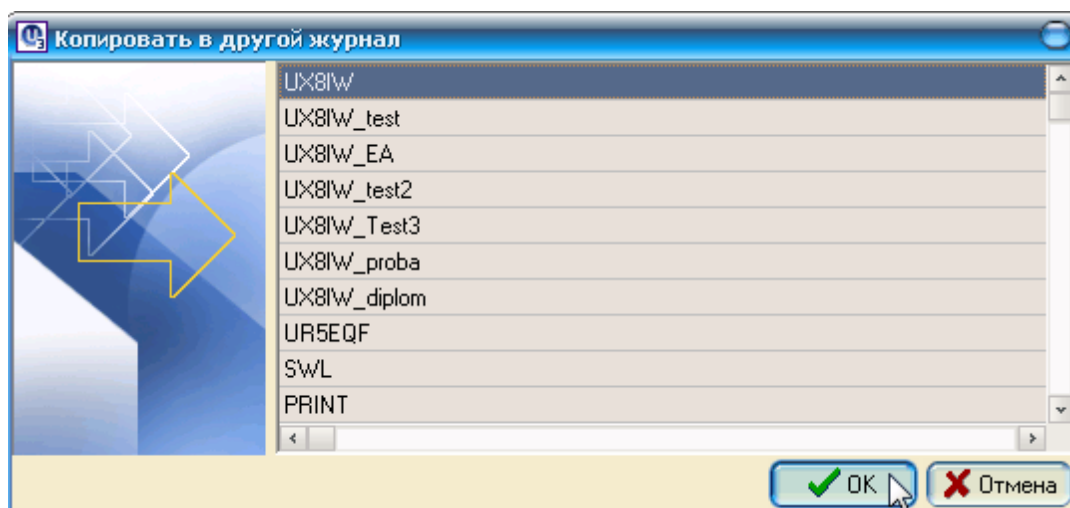 Копировать в другой журнал
UX8IW
UX8IW_test
UX8IW_EA
UX8IW_test2
UX8IW_Test3
UX8IW_proba
UX8IW_diplom
UR5EQF
SWL
PRINT
OK Отмена